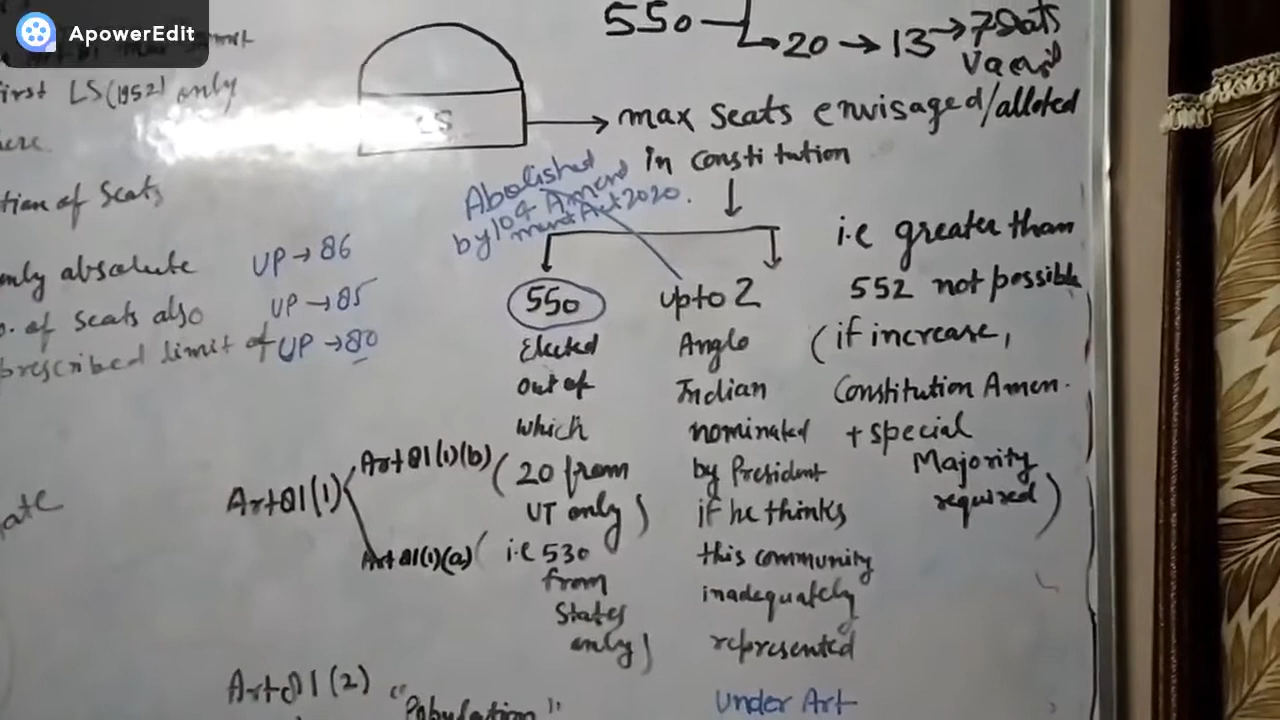 ApowerEdit
first LS(1952) only
here
tion of Seats
only absolute
o. of seats also
prescribed limit of
UP → 86
UP → 85
UP → 80
550
20 → 13 → 7 Seats
Vacant
LS
→ max seats envisaged/alloted
in constitution
Abolished
by 104 Amend
ment Act 2020.
550
Elected
out of
which
(20 from
UT only)
i.e 530
from
States
only)
upto 2
Anglo
Indian
nominated
by President
if he thinks
this community
inadequately
represented
under Art
i.e greater than
552 not possible
(if increase,
Constitution Amen.
+ special
Majority
required)
Art 81(1)
Art 81(1)(b)
Art 81(1)(a)(
Art 81(2)
"Population"